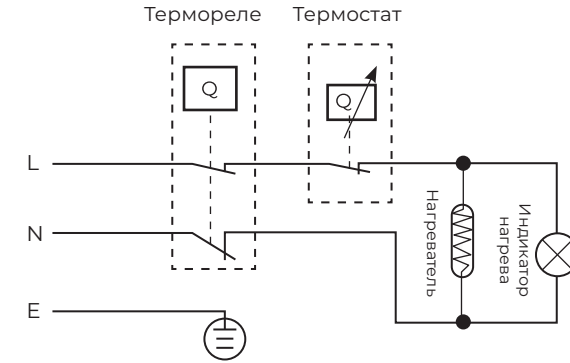 Термореле
Термостат
Q
Q
L
N
E
Нагреватель
Индикатор
нагрева